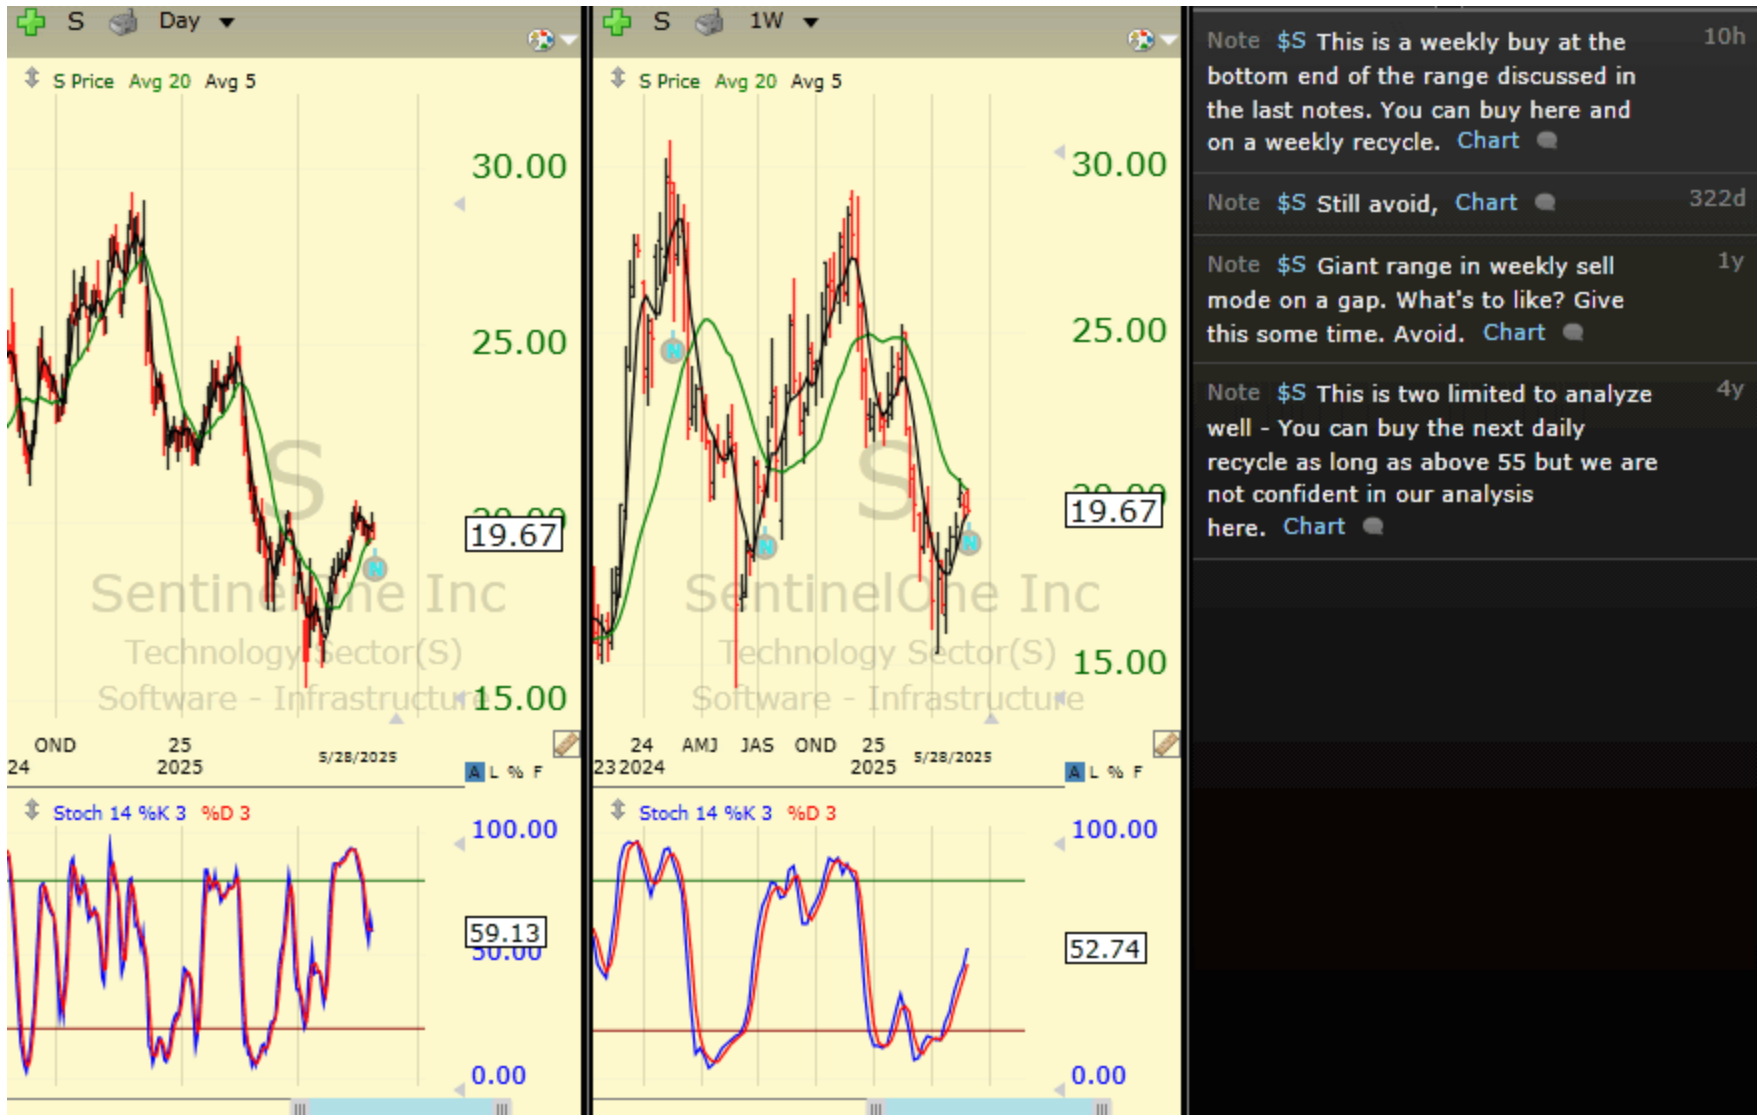 S Day
S Price Avg 20 Avg 5
30.00
25.00
20.00
19.67
15.00
S
SentinelOne Inc
Technology Sector(S)
Software - Infrastructure
N
OND 25 5/28/2025
24 2025
A L % F
Stoch 14 %K 3 %D 3
100.00
59.13
50.00
0.00
S 1W
S Price Avg 20 Avg 5
30.00
25.00
20.00
19.67
15.00
S
SentinelOne Inc
Technology Sector(S)
Software - Infrastructure
N
N
N
24 AMJ JAS OND 25 5/28/2025
23 2024 2025
A L % F
Stoch 14 %K 3 %D 3
100.00
52.74
0.00
Note $S This is a weekly buy at the 10h
bottom end of the range discussed in
the last notes. You can buy here and
on a weekly recycle. Chart
Note $S Still avoid, Chart 322d
Note $S Giant range in weekly sell 1y
mode on a gap. What's to like? Give
this some time. Avoid. Chart
Note $S This is two limited to analyze 4y
well - You can buy the next daily
recycle as long as above 55 but we are
not confident in our analysis
here. Chart